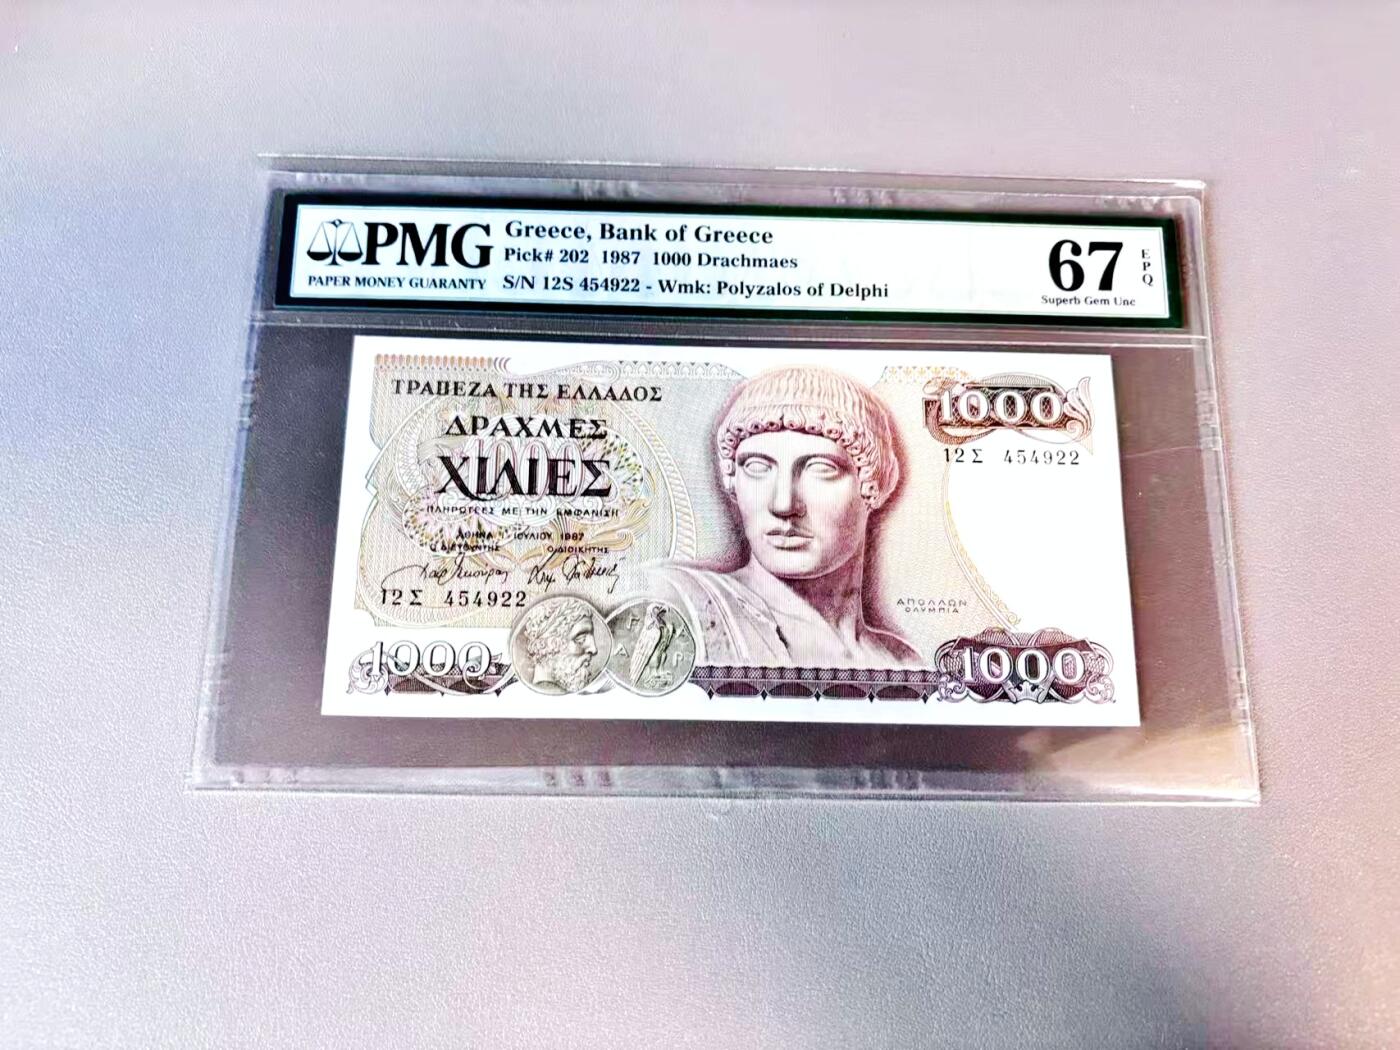 PMG
PAPER MONEY GUARANTY
Greece, Bank of Greece
Pick# 202 1987 1000 Drachmaes
S/N 12S 454922 - Wmk: Polyzalos of Delphi
67
EPQ
Superb Gem Unc
ΤΡΑΠΕΖΑ ΤΗΣ ΕΛΛΑΔΟΣ
ΔΡΑΧΜΕΣ
1000
ΧΙΛΙΕΣ
ΠΛΗΡΩΤΕΕΣ ΜΕ ΤΗΝ ΕΜΦΑΝΙΣΗ
ΑΘΗΝΑ 1 ΙΟΥΛΙΟΥ 1987
Ο ΔΙΕΥΘΥΝΤΗΣ Ο ΔΙΟΙΚΗΤΗΣ
12Σ 454922
1000
1000
12Σ 454922
ΑΠΟΛΛΩΝ
ΟΛΥΜΠΙΑ
1000